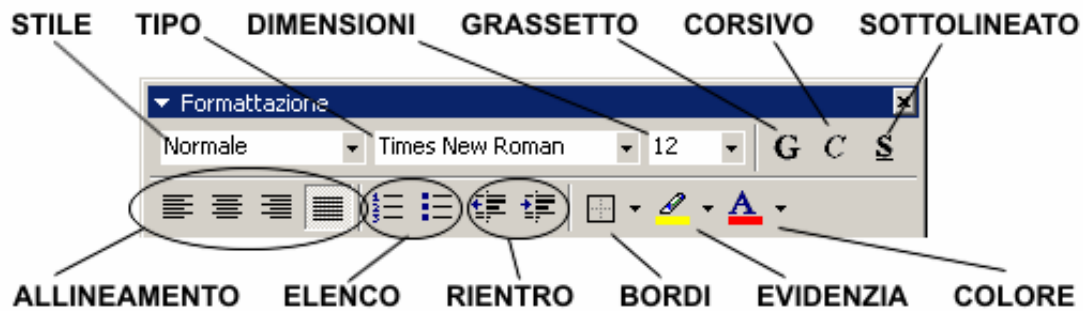 STILE TIPO DIMENSIONI GRASSETTO CORSIVO SOTTOLINEATO
Formattazione
Normale Times New Roman 12 G C S
A
ALLINEAMENTO ELENCO RIENTRO BORDI EVIDENZIA COLORE